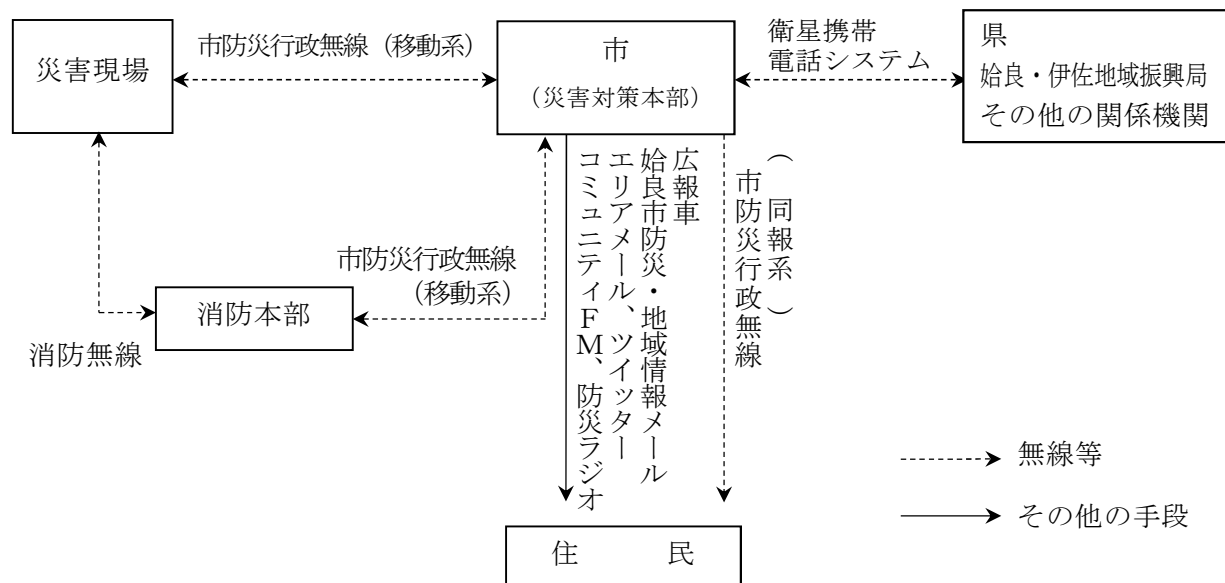 災害現場
市防災行政無線（移動系）
市
（災害対策本部）
衛星携帯
電話システム
県
姶良・伊佐地域振興局
その他の関係機関
広報車
姶良市防災・地域情報メール
エリアメール、ツイッター
コミュニティＦＭ、防災ラジオ
（同報系）
市防災行政無線
市防災行政無線
（移動系）
消防本部
消防無線
無線等
その他の手段
住　　民